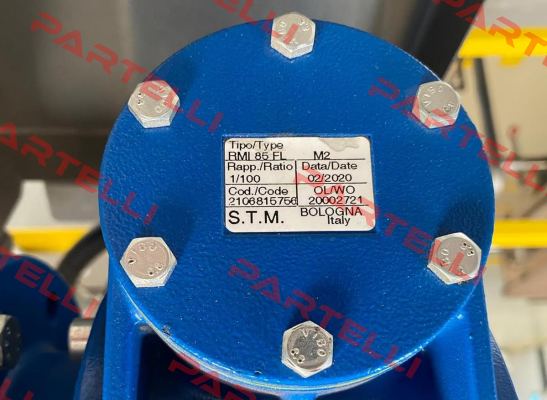 Tipo/Type
RMI 85 FL M2
Rapp./Ratio Data/Date
1/100 02/2020
Cod./Code OL/WO
2106815756 20002721
S.T.M. BOLOGNA
Italy
PARTELLI
PARTELLI
PARTELLI
PARTELLI
PARTELLI